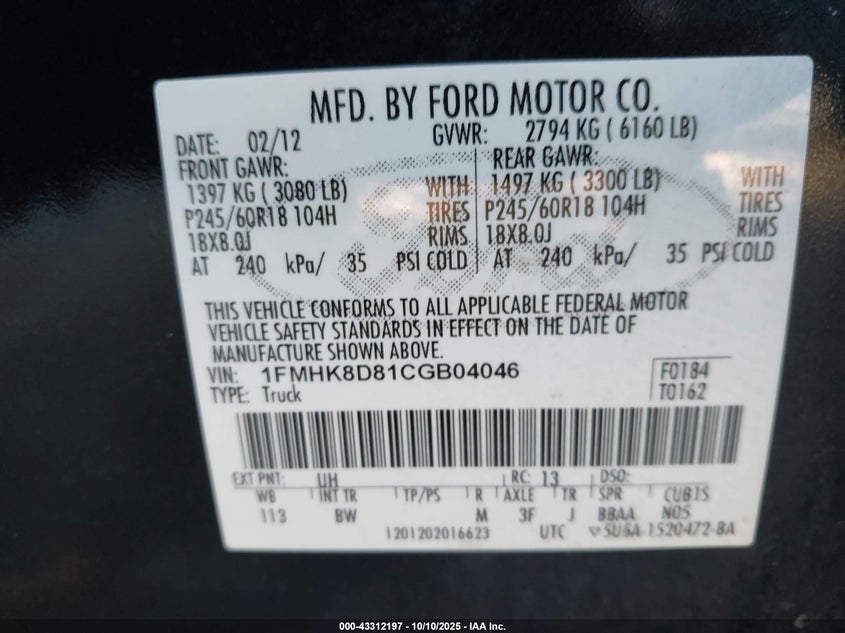 MFD. BY FORD MOTOR CO.
DATE: 02/12 GVWR: 2794 KG ( 6160 LB)
FRONT GAWR: REAR GAWR:
1397 KG ( 3080 LB) WITH 1497 KG ( 3300 LB) WITH
P245/60R18 104H TIRES P245/60R18 104H TIRES
18X8.0J RIMS 18X8.0J RIMS
AT 240 kPa/ 35 PSI COLD AT 240 kPa/ 35 PSI COLD
THIS VEHICLE CONFORMS TO ALL APPLICABLE FEDERAL MOTOR
VEHICLE SAFETY STANDARDS IN EFFECT ON THE DATE OF
MANUFACTURE SHOWN ABOVE.
VIN: 1FMHK8D81CGB04046 F0184
TYPE: Truck T0162
EXT PNT: UH RC: 13 DSO:
WB INT TR TP/PS R AXLE TR SPR CUB1S
113 BW M 3F J BBAA N05
1201202016623 UTC 5U5A-1520472-BA
000-43312197 - 10/10/2025 - IAA Inc.